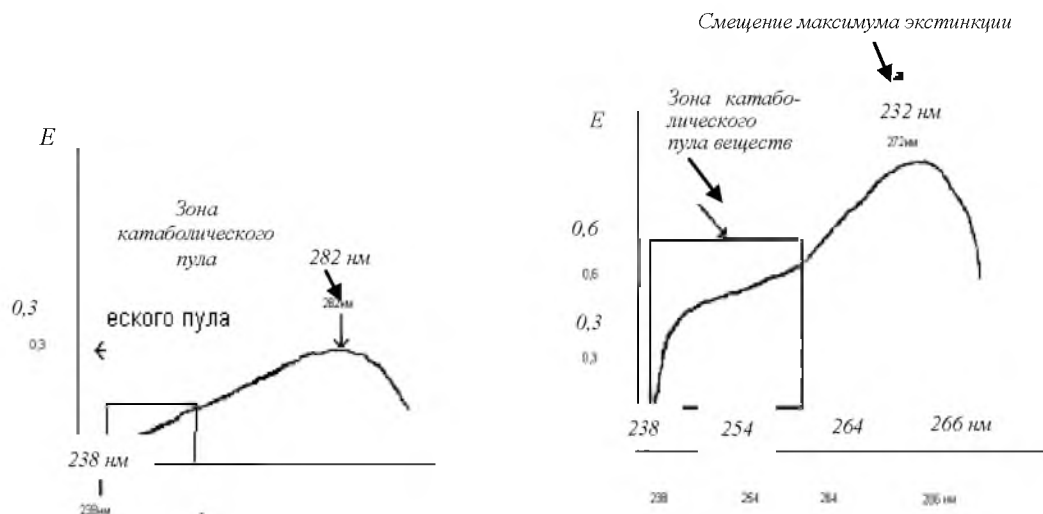 E
Зона
катаболического
пула
282 нм
282нм
0,3
еского пула
0,3
238 нм
238нм
Смещение максимума экстинкции
Зона катабо-
лического
пула веществ
E
232 нм
272нм
0,6
0,6
0,3
0,3
238 254 264 266 нм
238 254 264 266 нм